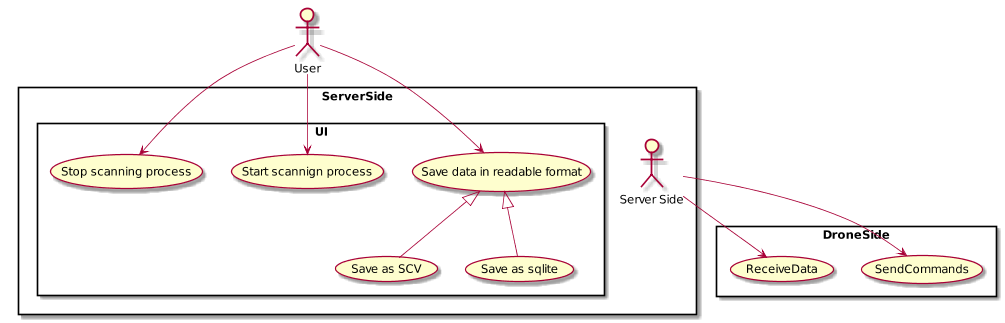 User
ServerSide
UI
Stop scanning process
Start scannign process
Save data in readable format
Server Side
Save as SCV
Save as sqlite
DroneSide
ReceiveData
SendCommands